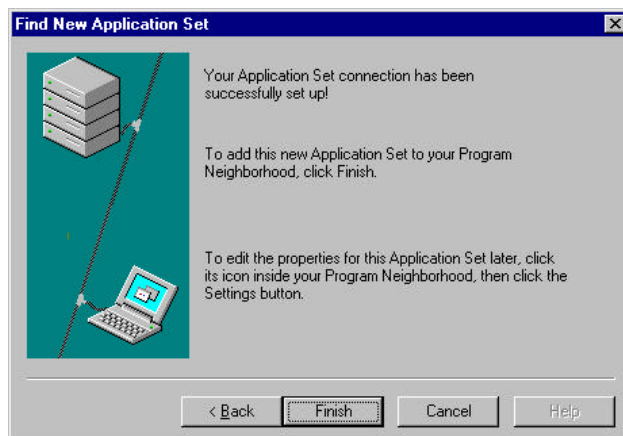 Find New Application Set
Your Application Set connection has been
successfully set up!
To add this new Application Set to your Program
Neighborhood, click Finish.
To edit the properties for this Application Set later, click
its icon inside your Program Neighborhood, then click the
Settings button.
< Back
Finish
Cancel
Help